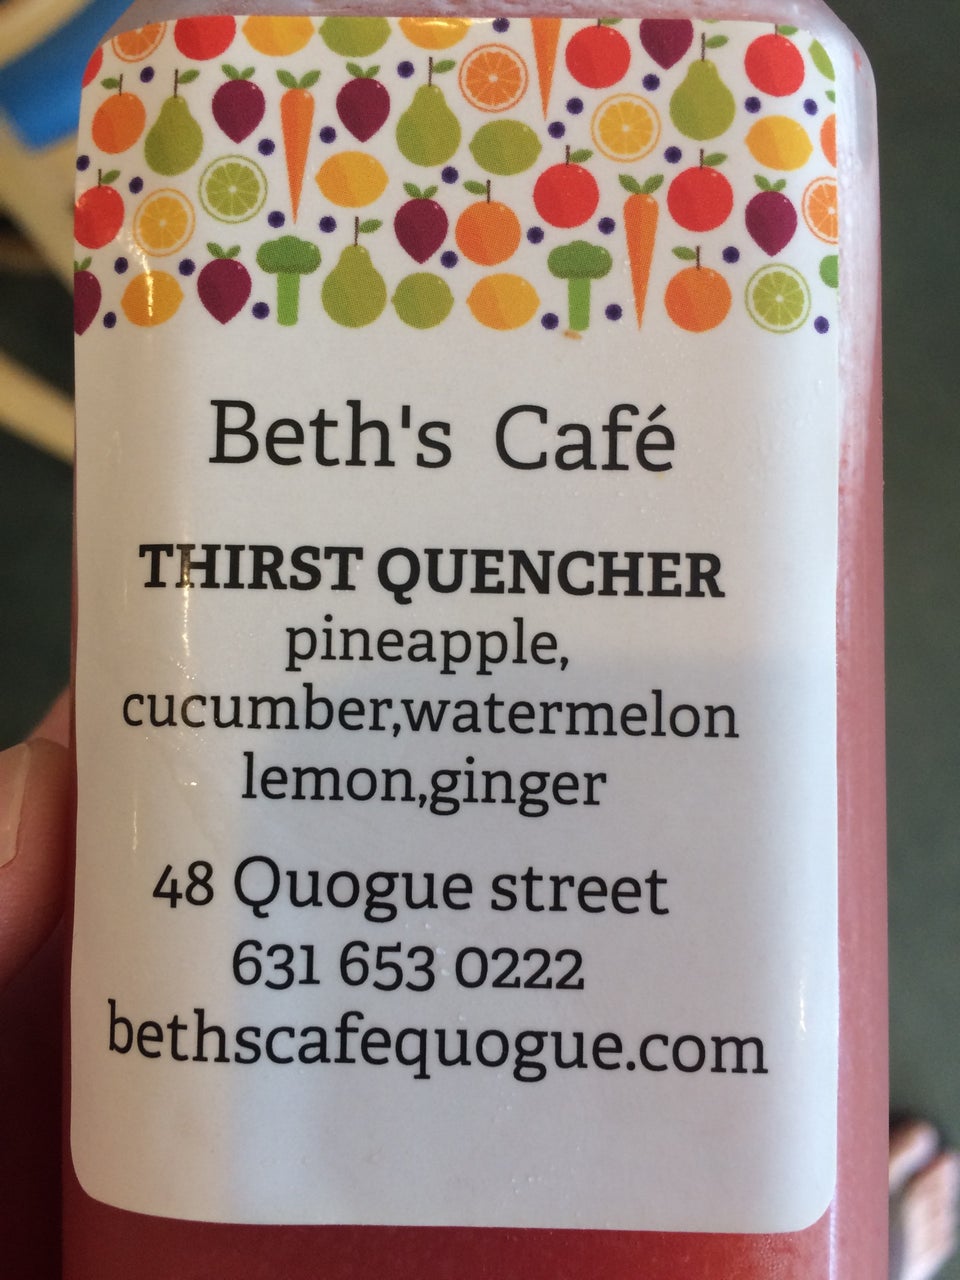 Beth's Café
THIRST QUENCHER
pineapple,
cucumber,watermelon
lemon,ginger
48 Quogue street
631 653 0222
bethscafequogue.com